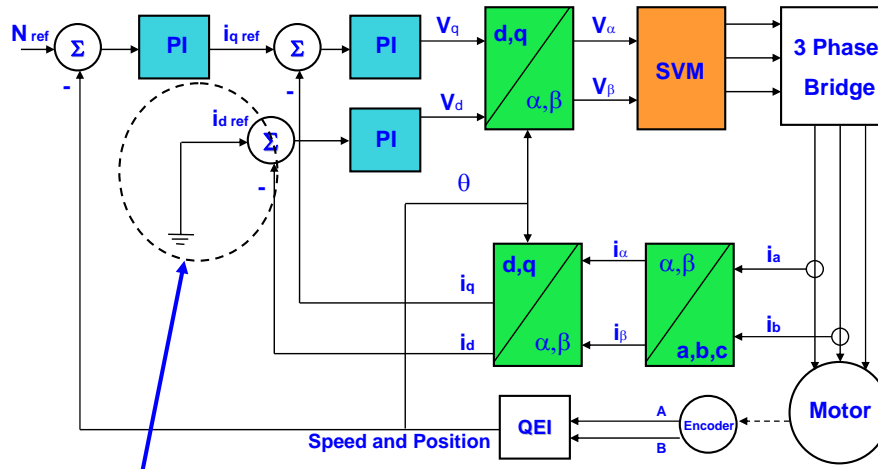 N ref
Σ
PI
i q ref
Σ
PI
V q
d,q
α,β
V α
V β
SVM
3 Phase
Bridge
-
-
i d ref
Σ
PI
V d
-
θ
d,q
α,β
i α
i β
α,β
a,b,c
i a
i b
i q
i d
Motor
Speed and Position
QEI
A
B
Encoder